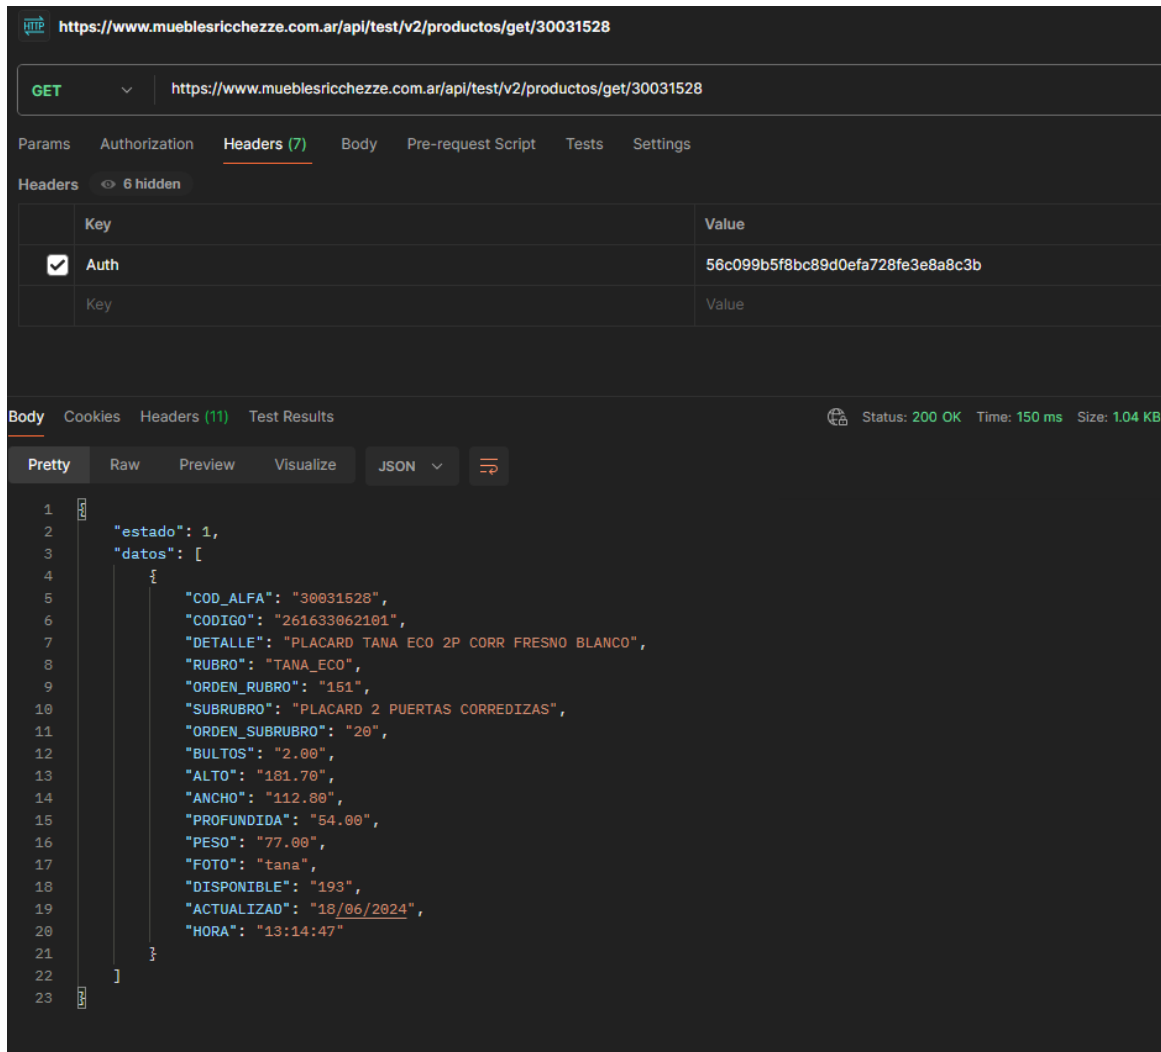 HTTP https://www.mueblesricchezze.com.ar/api/test/v2/productos/get/30031528
GET https://www.mueblesricchezze.com.ar/api/test/v2/productos/get/30031528
Params Authorization Headers (7) Body Pre-request Script Tests Settings
Headers 6 hidden
Key Value
Auth 56c099b5f8bc89d0efa728fe3e8a8c3b
Key Value
Body Cookies Headers (11) Test Results Status: 200 OK Time: 150 ms Size: 1.04 KB
Pretty Raw Preview Visualize JSON
1 {
2 "estado": 1,
3 "datos": [
4 {
5 "COD_ALFA": "30031528",
6 "CODIGO": "261633062101",
7 "DETALLE": "PLACARD TANA ECO 2P CORR FRESNO BLANCO",
8 "RUBRO": "TANA_ECO",
9 "ORDEN_RUBRO": "151",
10 "SUBRUBRO": "PLACARD 2 PUERTAS CORREDIZAS",
11 "ORDEN_SUBRUBRO": "20",
12 "BULTOS": "2.00",
13 "ALTO": "181.70",
14 "ANCHO": "112.80",
15 "PROFUNDIDA": "54.00",
16 "PESO": "77.00",
17 "FOTO": "tana",
18 "DISPONIBLE": "193",
19 "ACTUALIZAD": "18/06/2024",
20 "HORA": "13:14:47"
21 }
22 ]
23 }